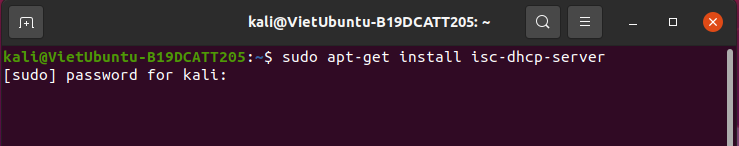 kali@VietUbuntu-B19DCATT205: ~
kali@VietUbuntu-B19DCATT205:~$ sudo apt-get install isc-dhcp-server
[sudo] password for kali: